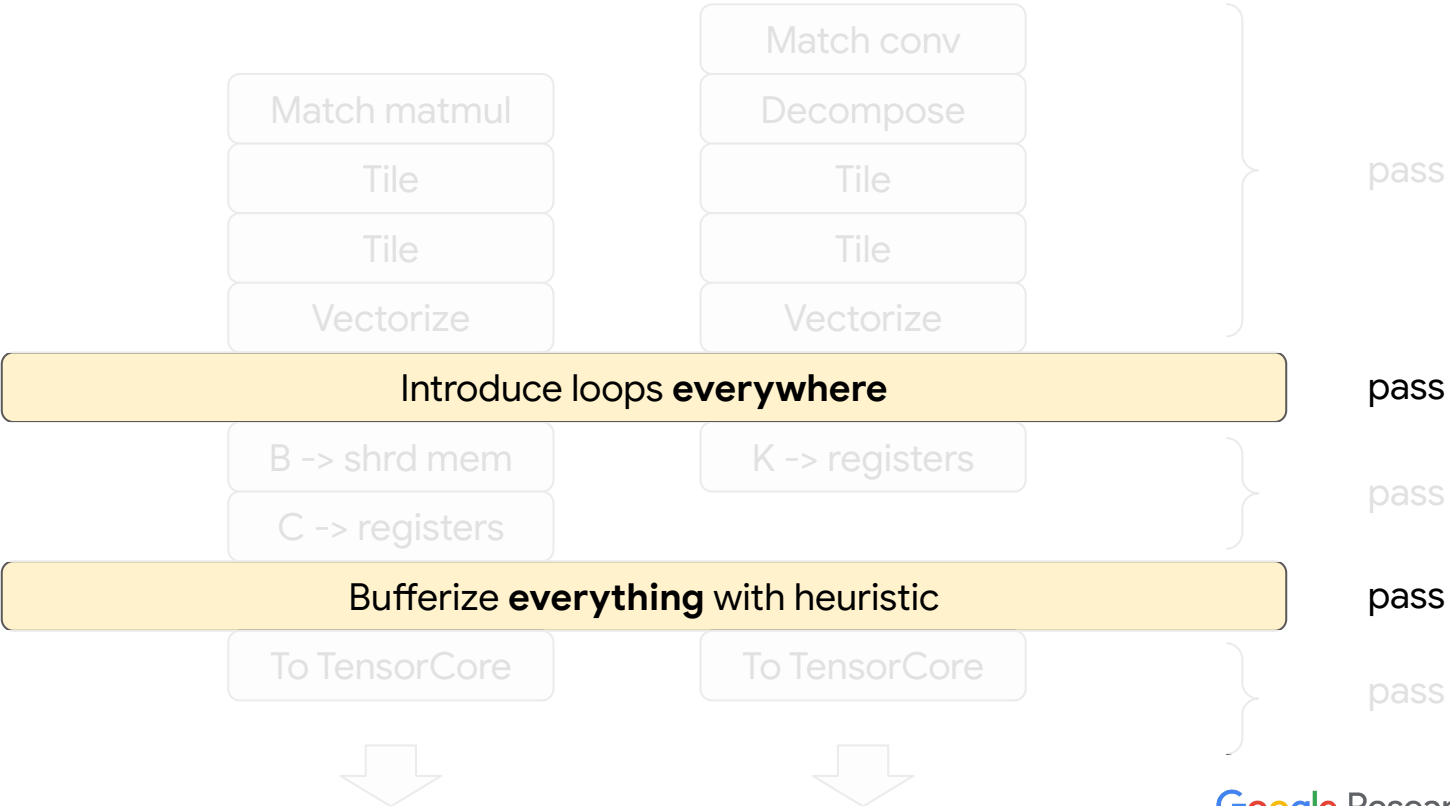 Match conv
Match matmul
Decompose
Tile
Tile
pass
Tile
Tile
Vectorize
Vectorize
Introduce loops everywhere
pass
B -> shrd mem
K -> registers
pass
C -> registers
Bufferize everything with heuristic
pass
To TensorCore
To TensorCore
pass
Google